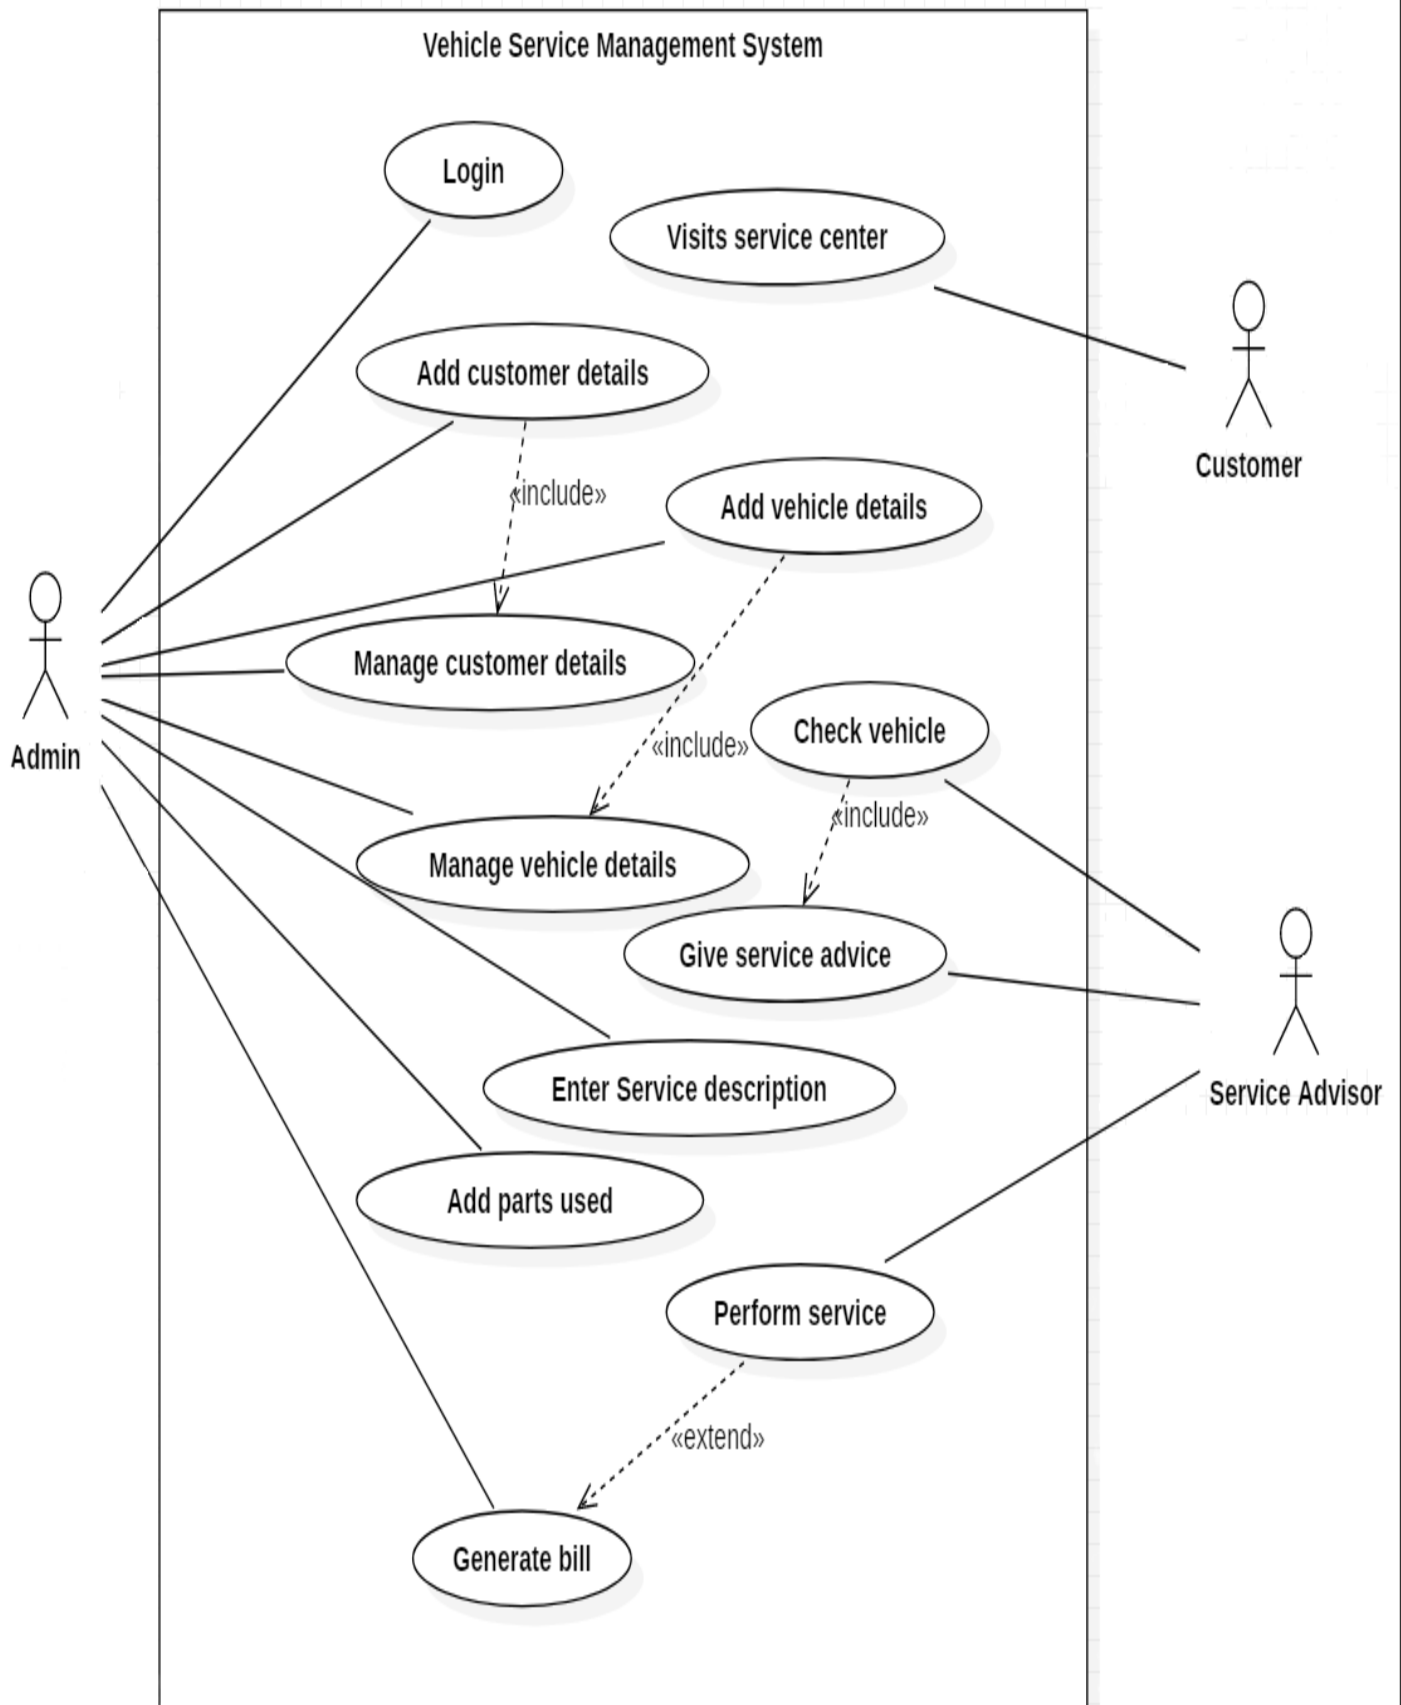 Vehicle Service Management System
Login
Visits service center
Add customer details
Customer
«include»
Add vehicle details
Manage customer details
Check vehicle
«include»
Admin
«include»
Manage vehicle details
Give service advice
Enter Service description
Service Advisor
Add parts used
Perform service
«extend»
Generate bill